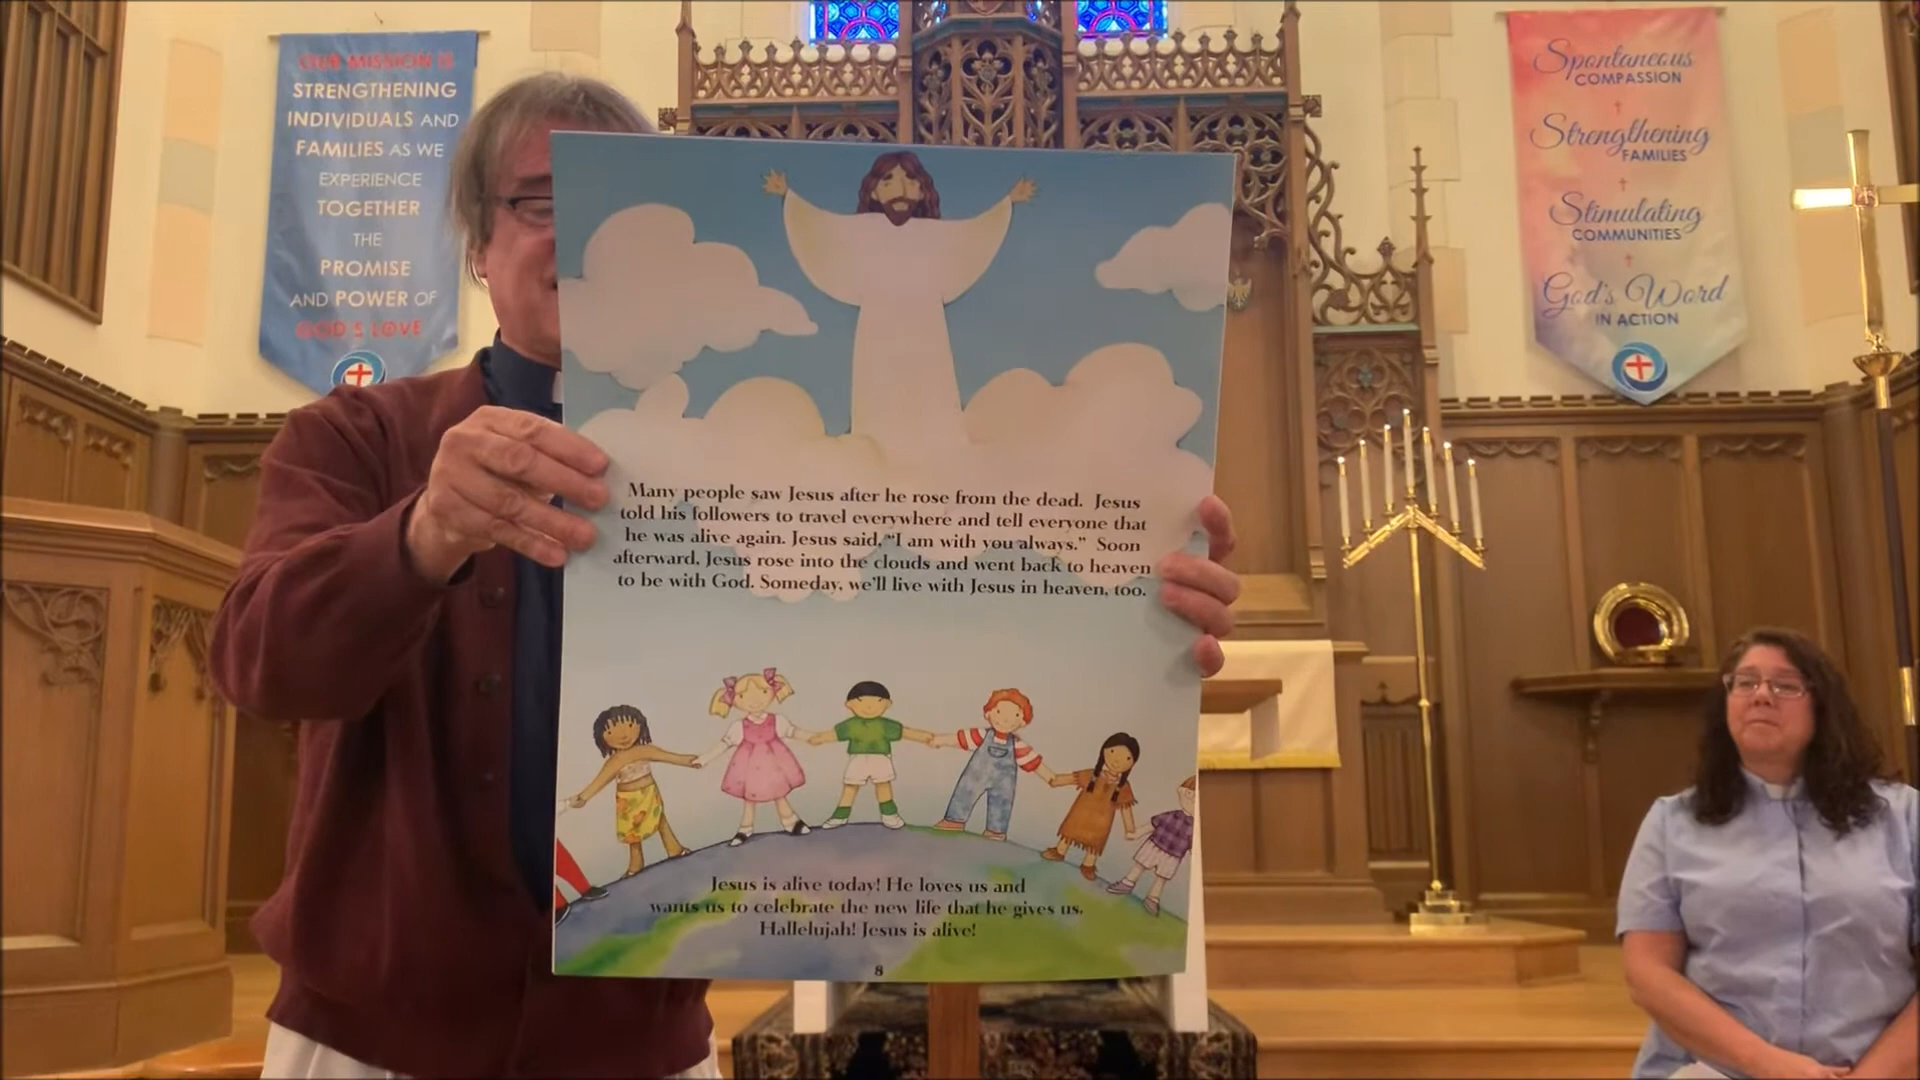 OUR MISSION IS
STRENGTHENING
INDIVIDUALS AND
FAMILIES AS WE
EXPERIENCE
TOGETHER
THE
PROMISE
AND POWER OF
GOD'S LOVE
Many people saw Jesus after he rose from the dead. Jesus
told his followers to travel everywhere and tell everyone that
he was alive again. Jesus said, “I am with you always.” Soon
afterward, Jesus rose into the clouds and went back to heaven
to be with God. Someday, we'll live with Jesus in heaven, too.
Jesus is alive today! He loves us and
wants us to celebrate the new life that he gives us.
Hallelujah! Jesus is alive!
8
Spontaneous
COMPASSION
Strengthening
FAMILIES
Stimulating
COMMUNITIES
God's Word
IN ACTION